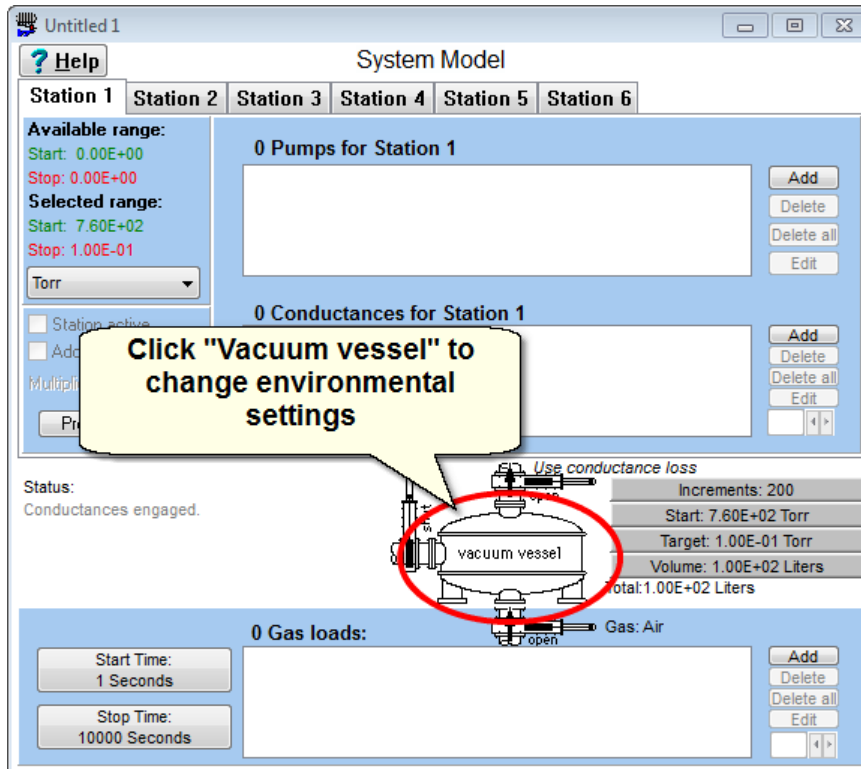 Untitled 1
? Help
System Model
Station 1 Station 2 Station 3 Station 4 Station 5 Station 6
Available range:
Start: 0.00E+00
Stop: 0.00E+00
Selected range:
Start: 7.60E+02
Stop: 1.00E-01
Torr
0 Pumps for Station 1
Add
Delete
Delete all
Edit
Station active
Add
0 Conductances for Station 1
Add
Delete
Delete all
Edit
Click "Vacuum vessel" to
change environmental
settings
Status:
Conductances engaged.
Use conductance loss
open
shut
vacuum vessel
Increments: 200
Start: 7.60E+02 Torr
Target: 1.00E-01 Torr
Volume: 1.00E+02 Liters
Total:1.00E+02 Liters
open
Gas: Air
0 Gas loads:
Start Time:
1 Seconds
Stop Time:
10000 Seconds
Add
Delete
Delete all
Edit